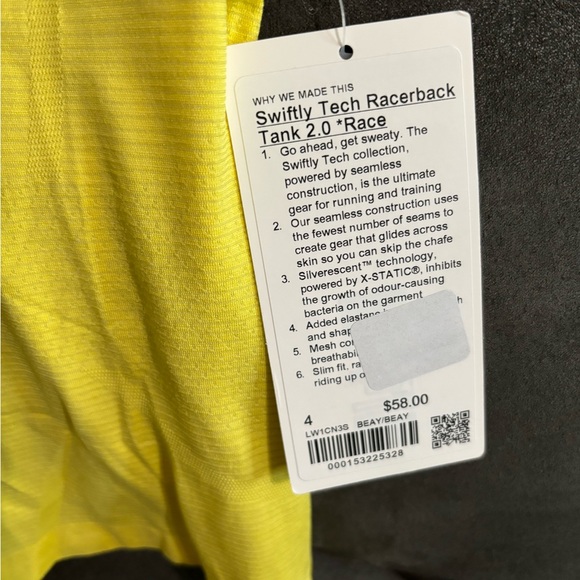 WHY WE MADE THIS
Swiftly Tech Racerback
Tank 2.0 *Race
1. Go ahead, get sweaty. The
Swiftly Tech collection,
powered by seamless
construction, is the ultimate
gear for running and training
2. Our seamless construction uses
the fewest number of seams to
create gear that glides across
skin so you can skip the chafe
3. Silverescent™ technology,
powered by X-STATIC®, inhibits
the growth of odour-causing
bacteria on the garment
4. Added
and
5. Mesh
6. Slim fit.
riding up
4 $58.00
LW1CN3S BEAY/BEAY
000153225328